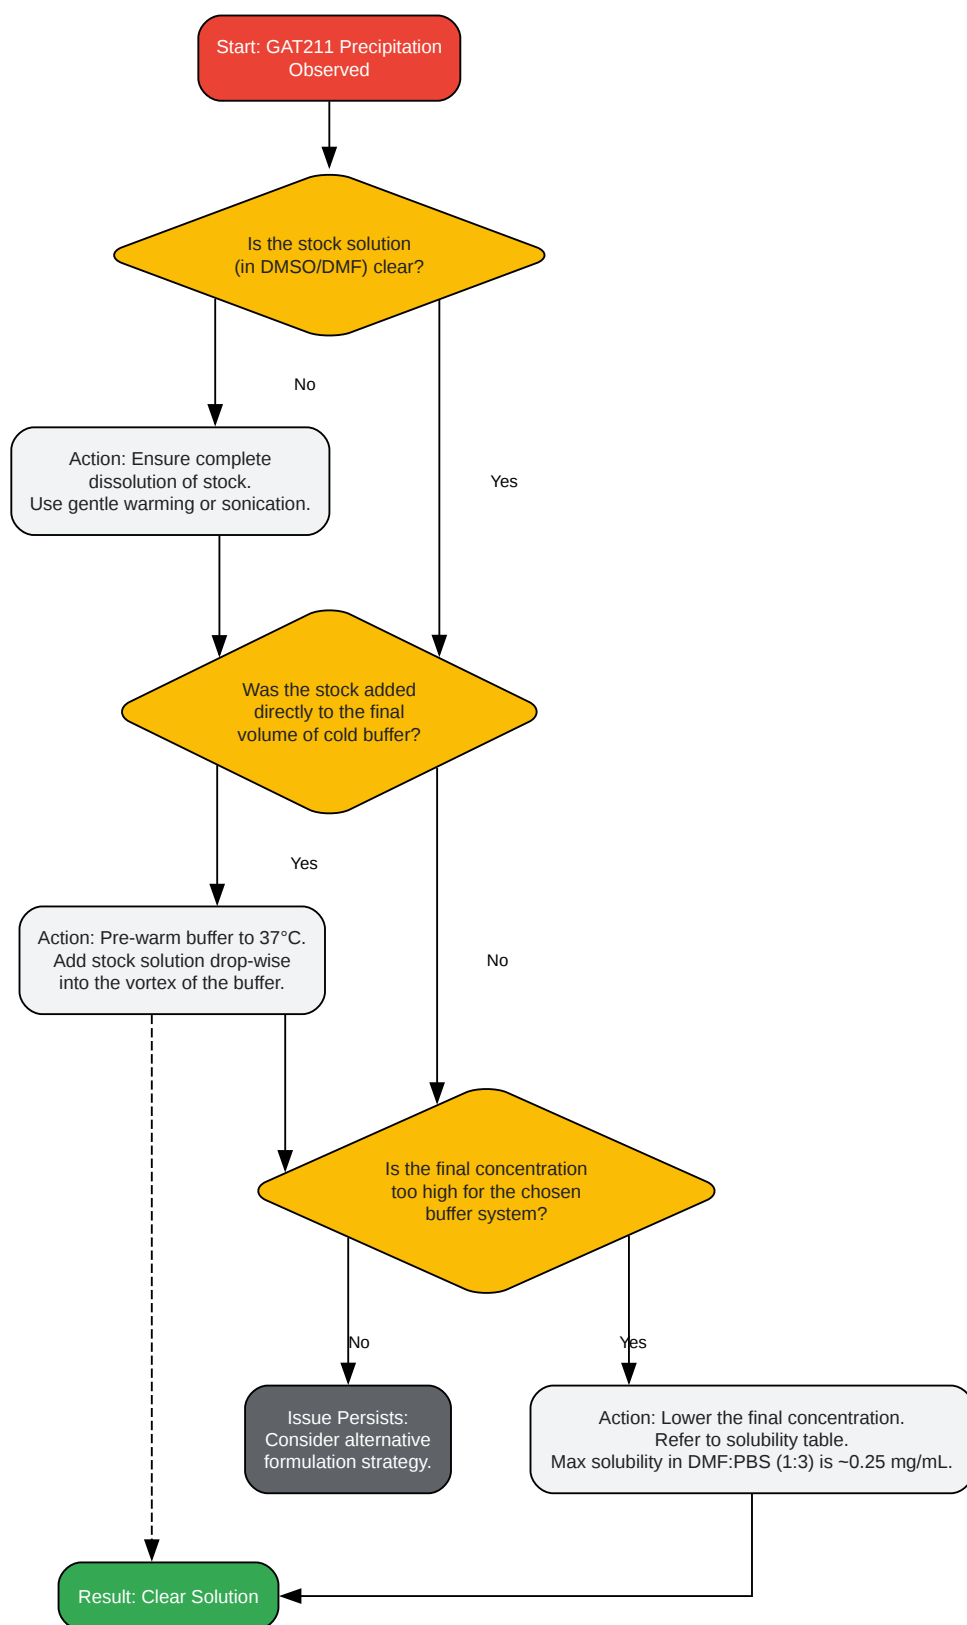 Start: GAT211 Precipitation
Observed
Is the stock solution
(in DMSO/DMF) clear?
No
Action: Ensure complete
dissolution of stock.
Use gentle warming or sonication.
Yes
Was the stock added
directly to the final
volume of cold buffer?
Yes
Action: Pre-warm buffer to 37°C.
Add stock solution drop-wise
into the vortex of the buffer.
No
Is the final concentration
too high for the chosen
buffer system?
No
Yes
Issue Persists:
Consider alternative
formulation strategy.
Action: Lower the final concentration.
Refer to solubility table.
Max solubility in DMF:PBS (1:3) is ~0.25 mg/mL.
Result: Clear Solution